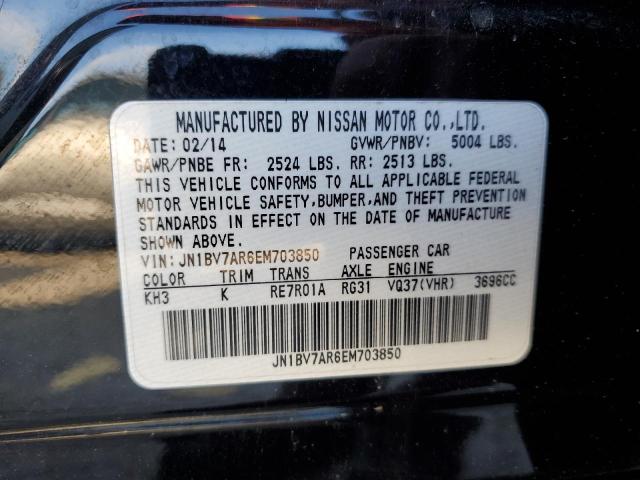 MANUFACTURED BY NISSAN MOTOR CO.,LTD.
DATE: 02/14 GVWR/PNBV: 5004 LBS.
GAWR/PNBE FR: 2524 LBS. RR: 2513 LBS.
THIS VEHICLE CONFORMS TO ALL APPLICABLE FEDERAL
MOTOR VEHICLE SAFETY,BUMPER,AND THEFT PREVENTION
STANDARDS IN EFFECT ON THE DATE OF MANUFACTURE
SHOWN ABOVE.
VIN: JN1BV7AR6EM703850 PASSENGER CAR
COLOR TRIM TRANS AXLE ENGINE
KH3 K RE7R01A RG31 VQ37(VHR) 3696CC
JN1BV7AR6EM703850